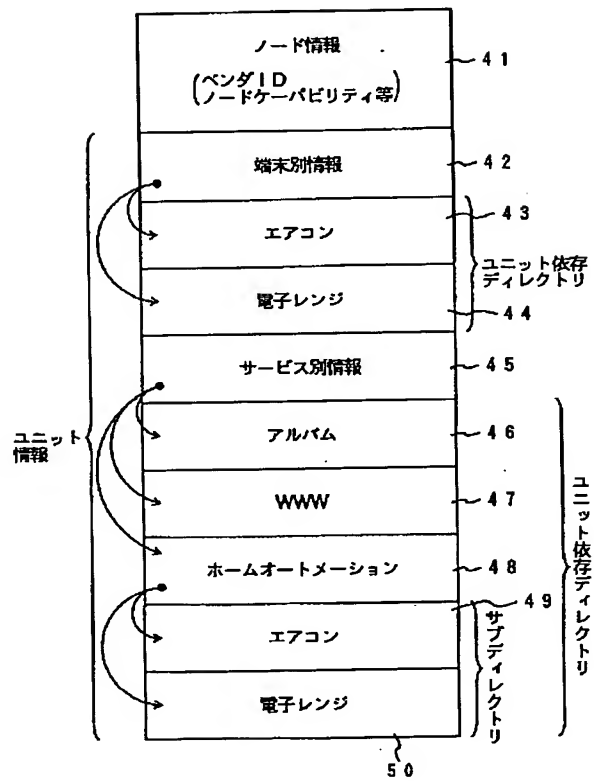 ノード情報
(ベンダID
ノードケーパビリティ等)
41
端末別情報
42
エアコン
43
電子レンジ
44
ユニット依存
ディレクトリ
サービス別情報
45
アルバム
46
WWW
47
ホームオートメーション
48
エアコン
49
電子レンジ
50
ユニット
情報
サブディレクトリ
ユニット依存ディレクトリ